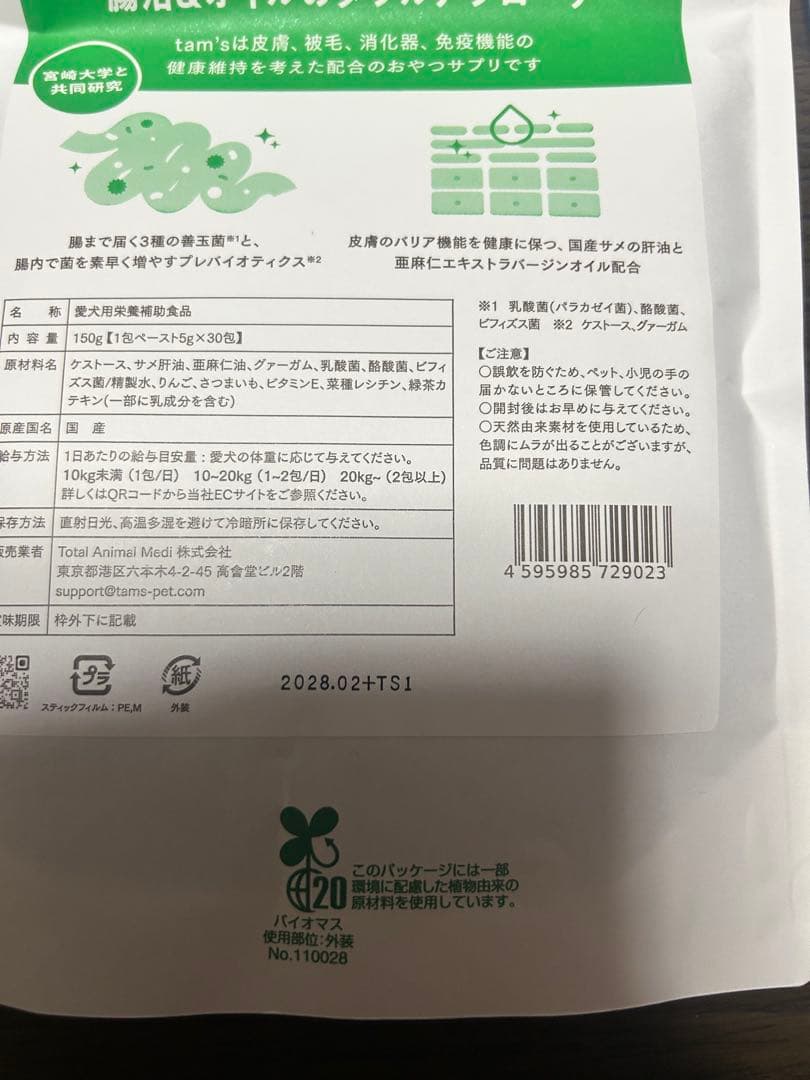 tam'sは皮膚、被毛、消化器、免疫機能の
健康維持を考えた配合のおやつサプリです
宮崎大学と
共同研究
腸まで届く3種の善玉菌※1と、
腸内で菌を素早く増やすプレバイオティクス※2
皮膚のバリア機能を健康に保つ、国産サメの肝油と
亜麻仁エキストラバージンオイル配合
名 称 愛犬用栄養補助食品
内容量 150g【1包ペースト5g×30包】
原材料名 ケストース、サメ肝油、亜麻仁油、グァーガム、乳酸菌、酪酸菌、ビフィ
ズス菌/精製水、りんご、さつまいも、ビタミンE、菜種レシチン、緑茶カ
テキン(一部に乳成分を含む)
原産国名 国 産
給与方法 1日あたりの給与目安量:愛犬の体重に応じて与えてください。
10kg未満(1包/日) 10~20kg(1~2包/日) 20kg~(2包以上)
詳しくはQRコードから当社ECサイトをご参照ください。
保存方法 直射日光、高温多湿を避けて冷暗所に保存してください。
販売業者 Total Animal Medi 株式会社
東京都港区六本木4-2-45 高會堂ビル2階
support@tams-pet.com
賞味期限 枠外下に記載
※1 乳酸菌(パラカゼイ菌)、酪酸菌、
ビフィズス菌 ※2 ケストース、グァーガム
【ご注意】
○誤飲を防ぐため、ペット、小児の手の
届かないところに保管してください。
○開封後はお早めに与えてください。
○天然由来素材を使用しているため、
色調にムラが出ることがございますが、
品質に問題はありません。
4 595985 729023
プラ
スティックフィルム:PE,M
紙
外装
2028.02+TS1
20
このパッケージには一部
環境に配慮した植物由来の
原材料を使用しています。
バイオマス
使用部位:外装
No.110028